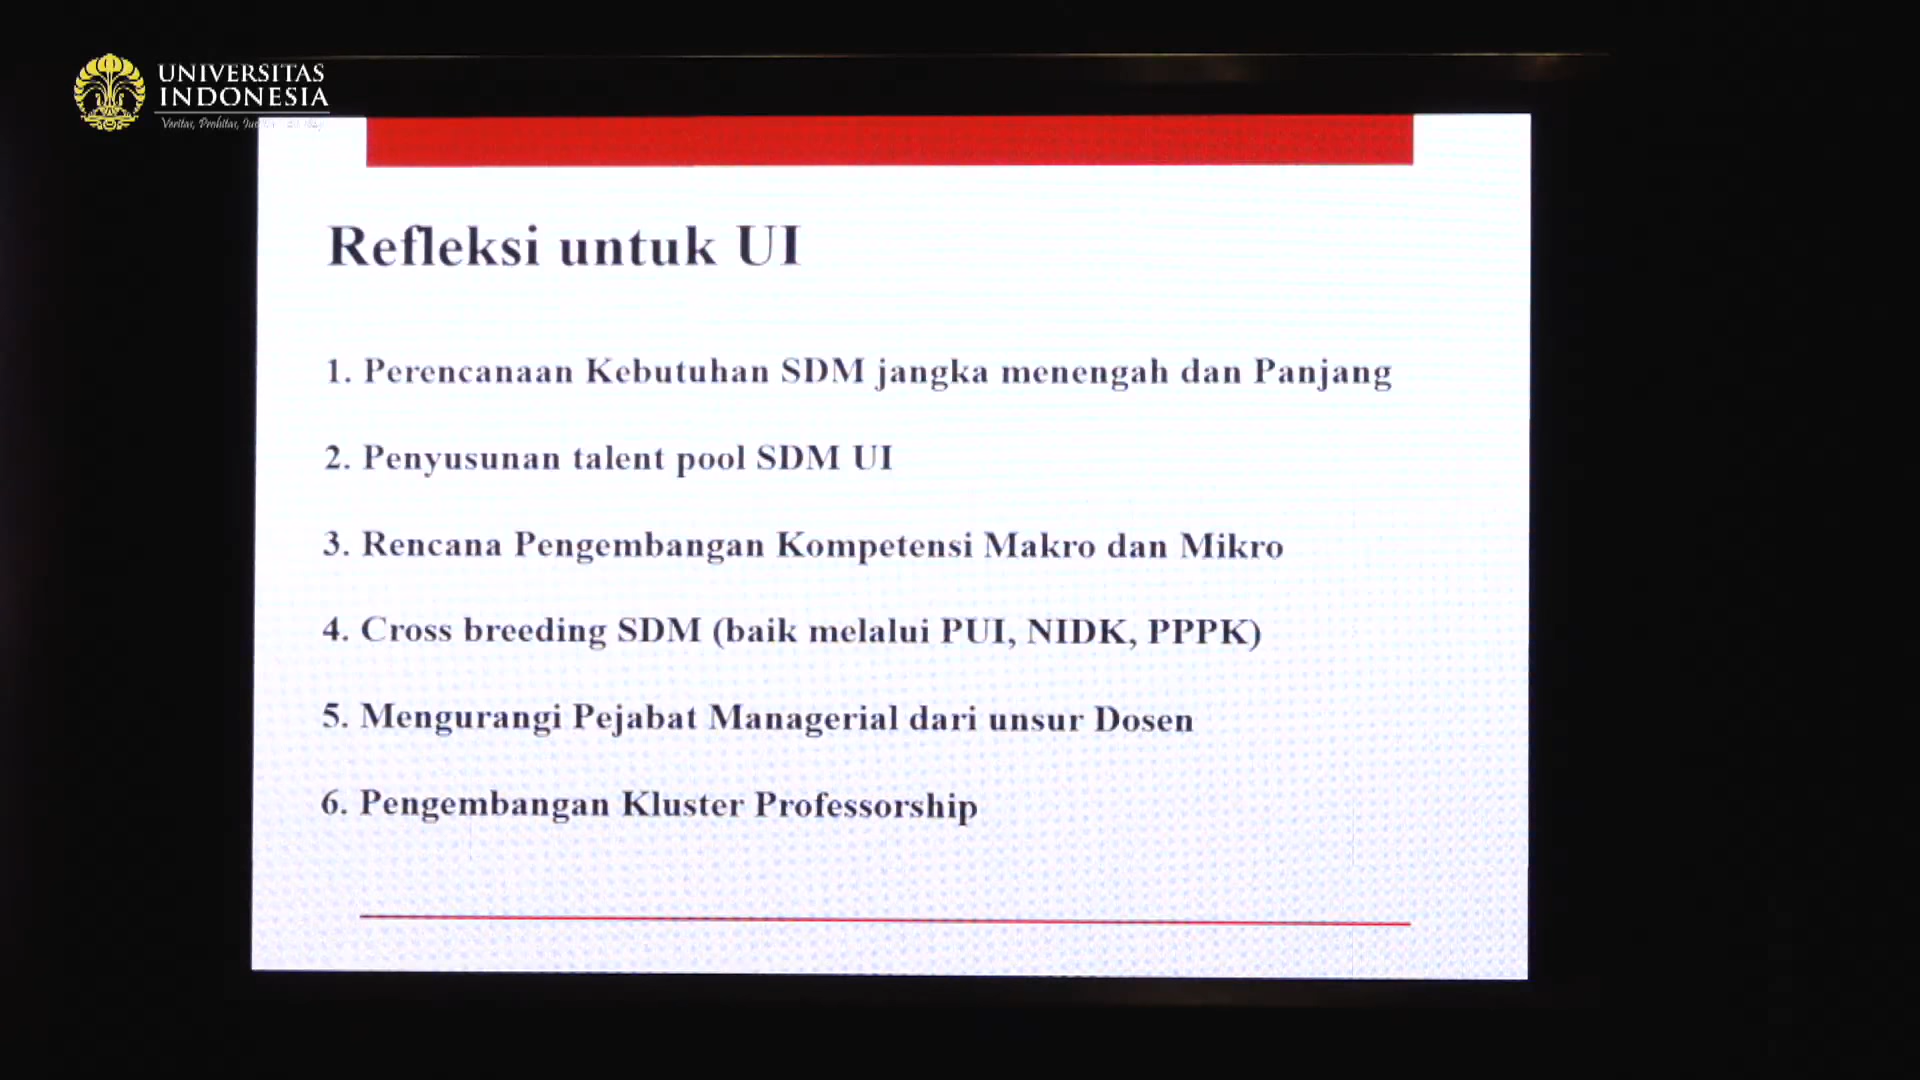 UNIVERSITAS
INDONESIA
Veritas, Probitas, Iustitia
Refleksi untuk UI
1. Perencanaan Kebutuhan SDM jangka menengah dan Panjang
2. Penyusunan talent pool SDM UI
3. Rencana Pengembangan Kompetensi Makro dan Mikro
4. Cross breeding SDM (baik melalui PUI, NIDK, PPPK)
5. Mengurangi Pejabat Managerial dari unsur Dosen
6. Pengembangan Kluster Professorship